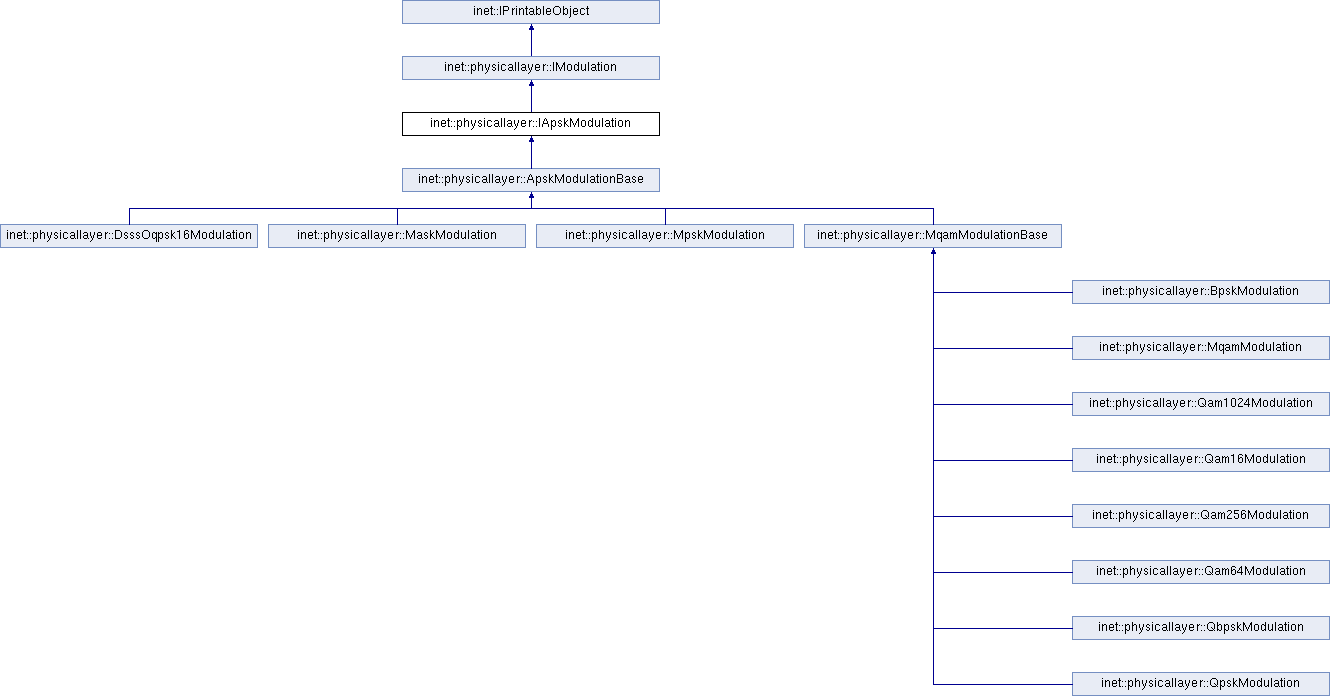 inet::IPrintableObject
inet::physicallayer::IModulation
inet::physicallayer::IApskModulation
inet::physicallayer::ApskModulationBase
inet::physicallayer::DsssOqpsk16Modulation
inet::physicallayer::MaskModulation
inet::physicallayer::MpskModulation
inet::physicallayer::MqamModulationBase
inet::physicallayer::BpskModulation
inet::physicallayer::MqamModulation
inet::physicallayer::Qam1024Modulation
inet::physicallayer::Qam16Modulation
inet::physicallayer::Qam256Modulation
inet::physicallayer::Qam64Modulation
inet::physicallayer::QbpskModulation
inet::physicallayer::QpskModulation